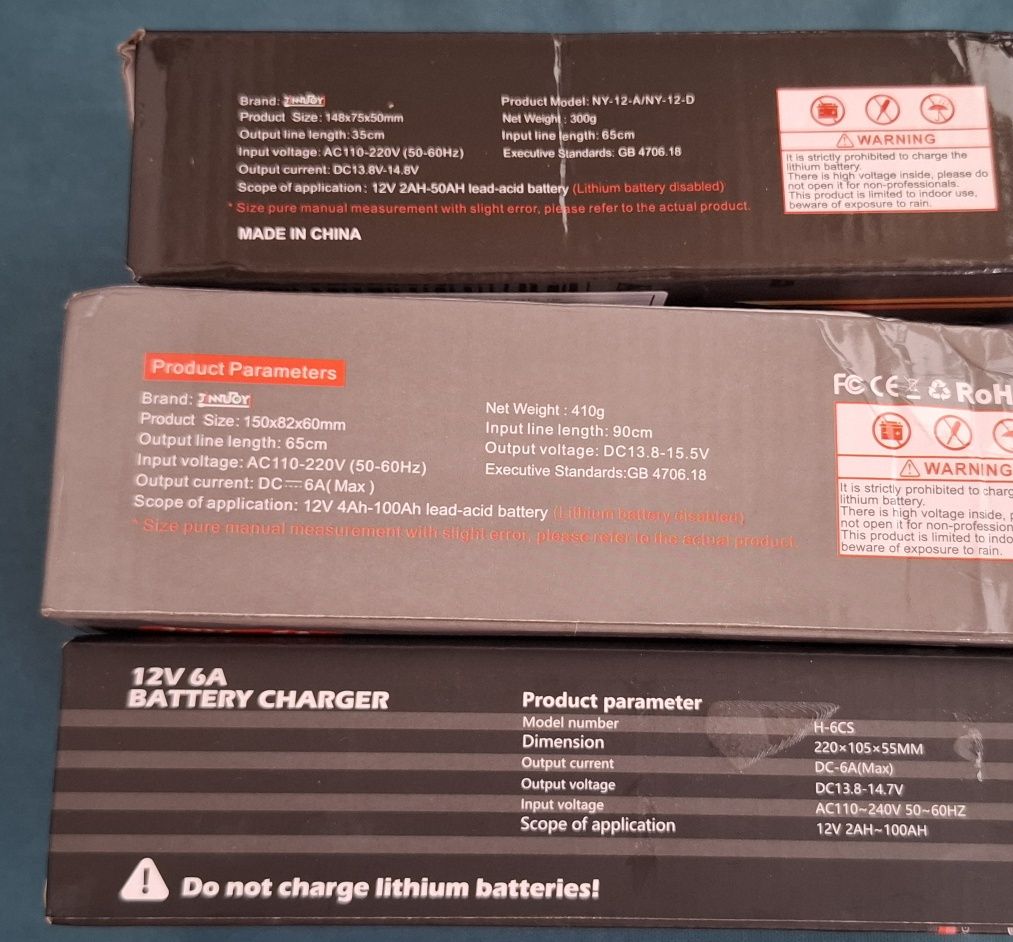 Brand: JINNUOY
Product Size: 148x75x50mm
Output line length: 35cm
Input voltage: AC110-220V (50-60Hz)
Output current: DC13.8V-14.8V
Scope of application: 12V 2AH-50AH lead-acid battery (Lithium battery disabled)
* Size pure manual measurement with slight error, please refer to the actual product.
MADE IN CHINA
Product Model: NY-12-A/NY-12-D
Net Weight: 300g
Input line length: 65cm
Executive Standards: GB 4706.18
WARNING
It is strictly prohibited to charge the
lithium battery.
There is high voltage inside, please do
not open it for non-professionals.
This product is limited to indoor use,
beware of exposure to rain.
Product Parameters
Brand: JINNUOY
Product Size: 150x82x60mm
Output line length: 65cm
Input voltage: AC110-220V (50-60Hz)
Output current: DC⎓6A( Max )
Scope of application: 12V 4Ah-100Ah lead-acid battery (Lithium battery disabled)
* Size pure manual measurement with slight error, please refer to the actual product.
Net Weight : 410g
Input line length: 90cm
Output voltage: DC13.8-15.5V
Executive Standards:GB 4706.18
FC CE RoH
WARNING
It is strictly prohibited to charg
lithium battery.
There is high voltage inside, p
not open it for non-profession
This product is limited to indo
beware of exposure to rain.
12V 6A
BATTERY CHARGER
Product parameter
Model number H-6CS
Dimension 220×105×55MM
Output current DC-6A(Max)
Output voltage DC13.8-14.7V
Input voltage AC110~240V 50~60HZ
Scope of application 12V 2AH~100AH
Do not charge lithium batteries!